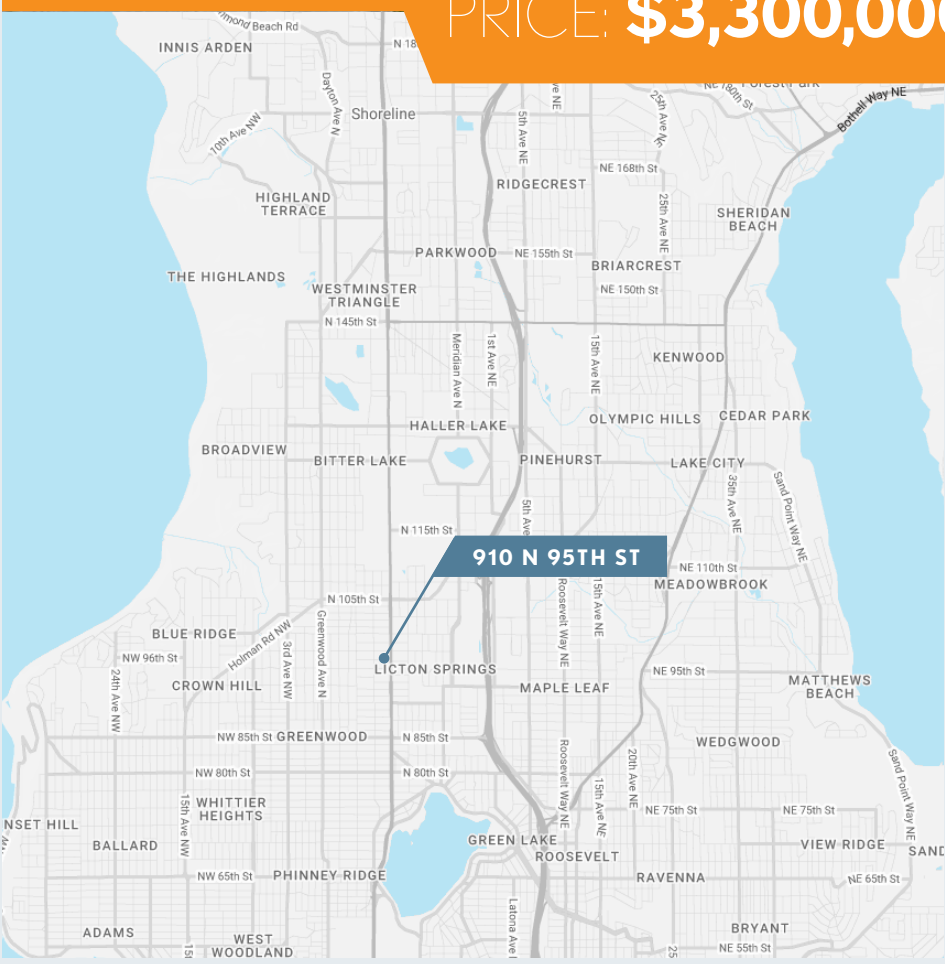 PRICE: $3,300,000
mond Beach Rd
INNIS ARDEN
N 18
Dayton Ave N
Shoreline
10th Ave NW
ve NE
5th Ave NE
25th Ave NE
NE 180th St
Forest Park
Bothell Way NE
NE 168th St
RIDGECREST
25th Ave NE
HIGHLAND
TERRACE
SHERIDAN
BEACH
PARKWOOD
NE 155th St
BRIARCREST
THE HIGHLANDS
WESTMINSTER
TRIANGLE
NE 150th St
N 145th St
Meridian Ave N
1st Ave NE
15th Ave NE
KENWOOD
HALLER LAKE
OLYMPIC HILLS
CEDAR PARK
BROADVIEW
BITTER LAKE
PINEHURST
LAKE CITY
35th Ave NE
Sand Point Way NE
5th Ave
N 115th St
910 N 95TH ST
NE 110th St
MEADOWBROOK
Roosevelt Way NE
15th Ave NE
N 105th St
BLUE RIDGE
Holman Rd NW
3rd Ave NW
Greenwood Ave N
NW 96th St
24th Ave NW
LICTON SPRINGS
NE 95th St
CROWN HILL
MAPLE LEAF
MATTHEWS
BEACH
NW 85th St
GREENWOOD
N 85th St
WEDGWOOD
Roosevelt Way NE
15th Ave NE
20th Ave NE
Sand Point Way NE
NW 80th St
N 80th St
15th Ave NW
WHITTIER
HEIGHTS
NE 75th St
NE 75th St
NSET HILL
BALLARD
GREEN LAKE
ROOSEVELT
VIEW RIDGE
SAND
NW 65th St
PHINNEY RIDGE
RAVENNA
NE 65th St
Latona Ave
ADAMS
WEST
WOODLAND
BRYANT
NE 55th St
15
25